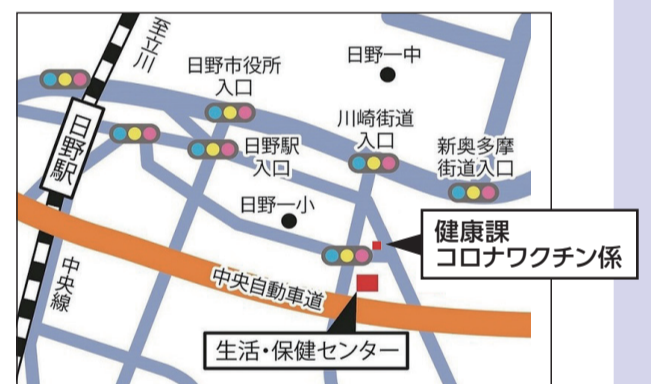 至立川
日野市役所
入口
日野一中
川崎街道
入口
日野駅
入口
新奥多摩
街道入口
日野駅
日野一小
健康課
コロナワクチン係
中央線
中央自動車道
生活・保健センター